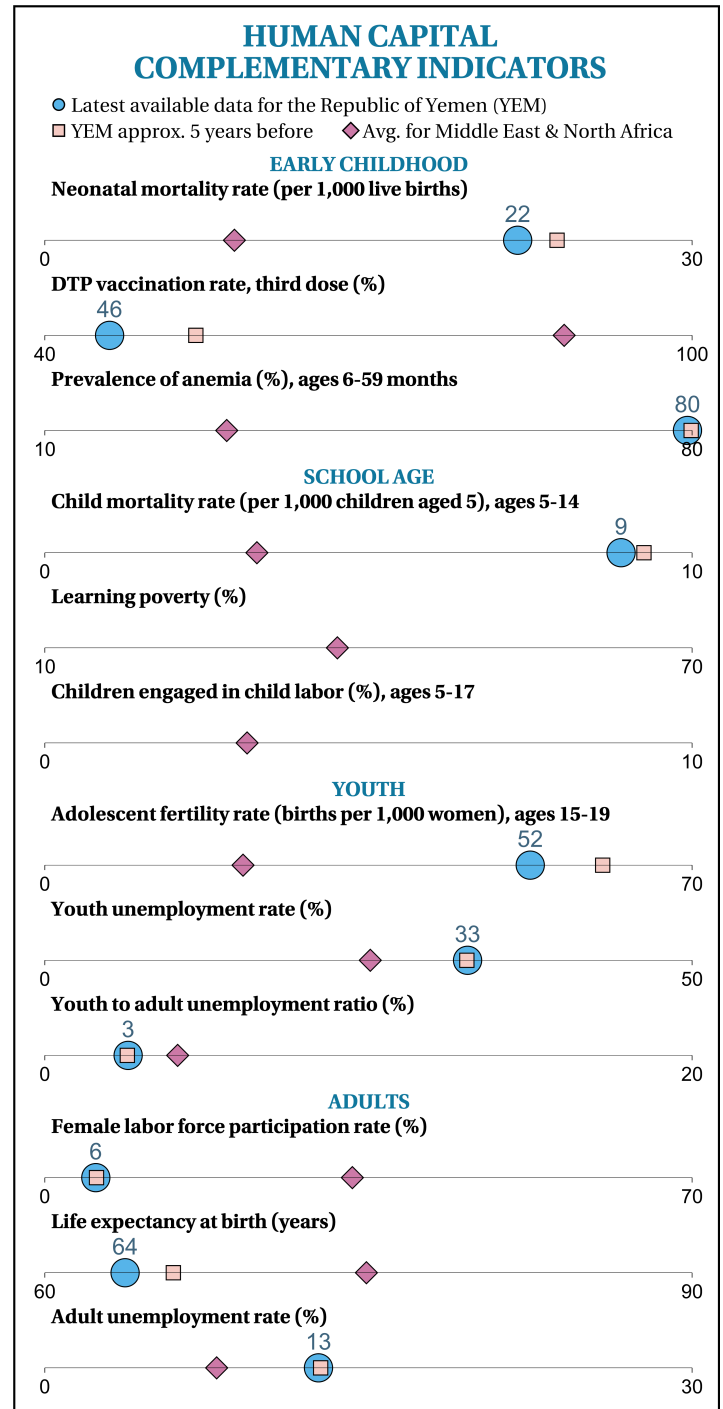 HUMAN CAPITAL
COMPLEMENTARY INDICATORS
Latest available data for the Republic of Yemen (YEM)
YEM approx. 5 years before Avg. for Middle East & North Africa
EARLY CHILDHOOD
Neonatal mortality rate (per 1,000 live births)
22
0 30
DTP vaccination rate, third dose (%)
46
40 100
Prevalence of anemia (%), ages 6-59 months
80
10 80
SCHOOL AGE
Child mortality rate (per 1,000 children aged 5), ages 5-14
9
0 10
Learning poverty (%)
10 70
Children engaged in child labor (%), ages 5-17
0 10
YOUTH
Adolescent fertility rate (births per 1,000 women), ages 15-19
52
0 70
Youth unemployment rate (%)
33
0 50
Youth to adult unemployment ratio (%)
3
0 20
ADULTS
Female labor force participation rate (%)
6
0 70
Life expectancy at birth (years)
64
60 90
Adult unemployment rate (%)
13
0 30